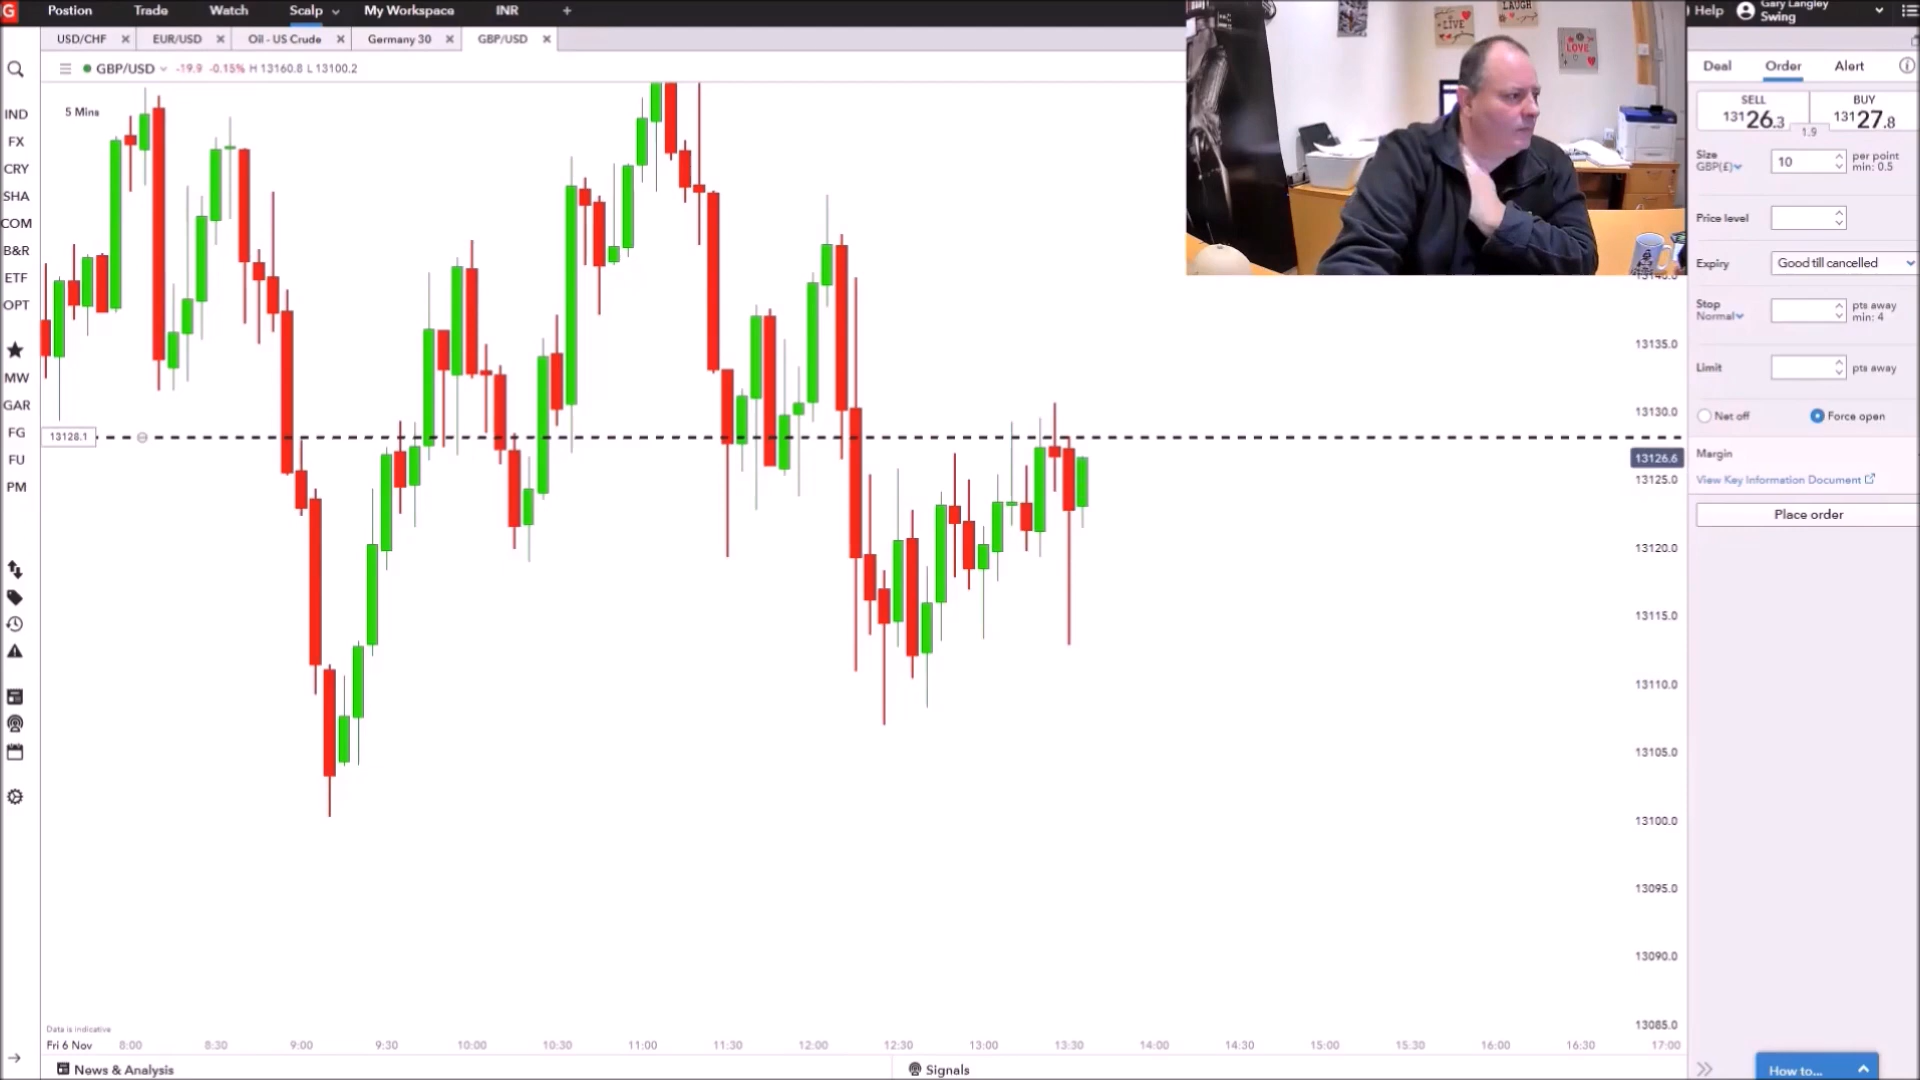 G Postion Trade Watch Scalp My Workspace INR + Help Gary Langley
Swing
USD/CHF × EUR/USD × Oil - US Crude × Germany 30 × GBP/USD ×
GBP/USD -19.9 -0.15% H 13160.8 L 13100.2
5 Mins
IND
FX
CRY
SHA
COM
B&R
ETF
OPT
MW
GAR
FG
FU
PM
13128.1
LIVE
LAUGH
LOVE
Deal Order Alert
SELL BUY
13126.3 13127.8
1.9
Size
GBP(£) 10 per point
min: 0.5
Price level
Expiry Good till cancelled
Stop
Normal pts away
min: 4
Limit pts away
Net off Force open
Margin
View Key Information Document
Place order
13140.0
13135.0
13130.0
13126.6
13125.0
13120.0
13115.0
13110.0
13105.0
13100.0
13095.0
13090.0
13085.0
Data is indicative
Fri 6 Nov 8:00 8:30 9:00 9:30 10:00 10:30 11:00 11:30 12:00 12:30 13:00 13:30 14:00 14:30 15:00 15:30 16:00 16:30 17:00
News & Analysis Signals How to...